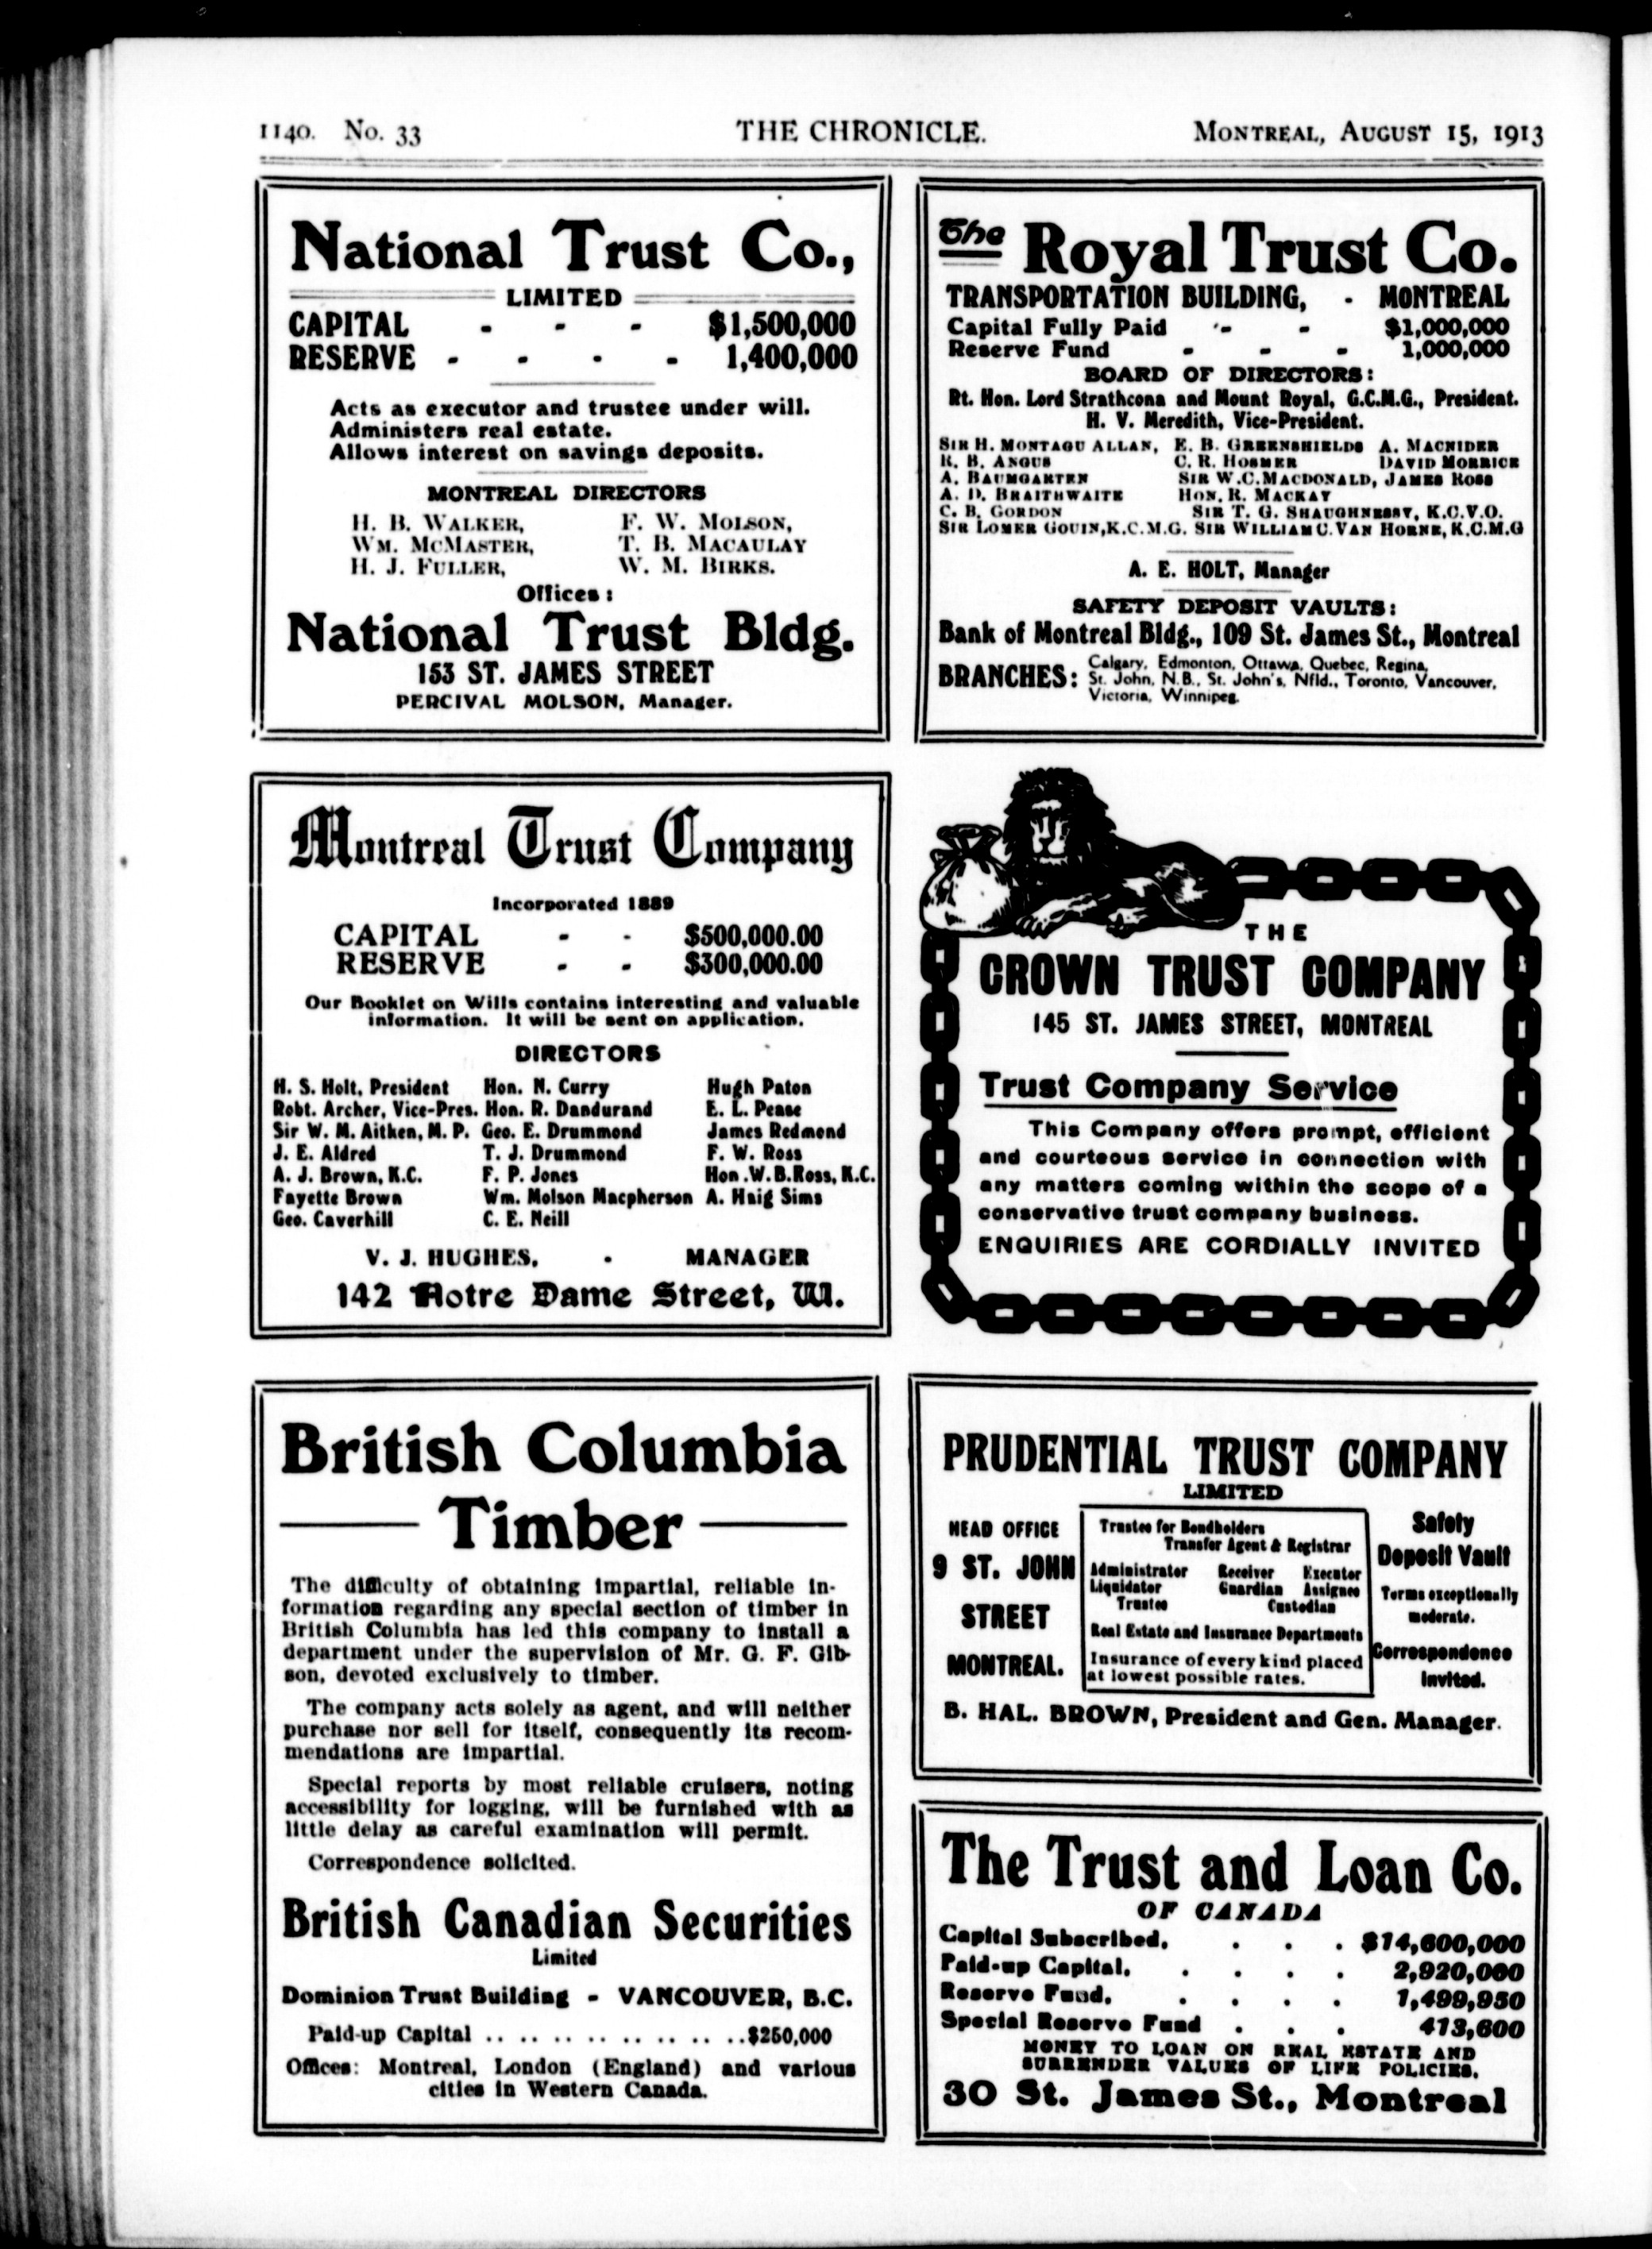 1140. No. 33 THE CHRONICLE. MONTREAL, AUGUST 15, 1913
National Trust Co.,
LIMITED
CAPITAL - - - $1,500,000
RESERVE - - - - 1,400,000
Acts as executor and trustee under will.
Administers real estate.
Allows interest on savings deposits.
MONTREAL DIRECTORS
H. B. WALKER, F. W. MOLSON,
WM. MCMASTER, T. B. MACAULAY
H. J. FULLER, W. M. BIRKS.
Offices:
National Trust Bldg.
153 ST. JAMES STREET
PERCIVAL MOLSON, Manager.
The Royal Trust Co.
TRANSPORTATION BUILDING, - MONTREAL
Capital Fully Paid - - $1,000,000
Reserve Fund - - - 1,000,000
BOARD OF DIRECTORS:
Rt. Hon. Lord Strathcona and Mount Royal, G.C.M.G., President.
H. V. Meredith, Vice-President.
SIR H. MONTAGU ALLAN, E. B. GREENSHIELDS A. MACNIDER
R. B. ANGUS C. R. HOSMER DAVID MORRICE
A. BAUMGARTEN SIR W.C.MACDONALD, JAMES ROSS
A. D. BRAITHWAITE HON. R. MACKAY
C. B. GORDON SIR T. G. SHAUGHNESSY, K.C.V.O.
SIR LOMER GOUIN,K.C.M.G. SIR WILLIAM C.VAN HORNE,K.C.M.G
A. E. HOLT, Manager
SAFETY DEPOSIT VAULTS:
Bank of Montreal Bldg., 109 St. James St., Montreal
BRANCHES: Calgary, Edmonton, Ottawa, Quebec, Regina,
St. John, N.B., St. John's, Nfld., Toronto, Vancouver,
Victoria, Winnipeg.
Montreal Trust Company
Incorporated 1889
CAPITAL - - $500,000.00
RESERVE - - $300,000.00
Our Booklet on Wills contains interesting and valuable
information. It will be sent on application.
DIRECTORS
H. S. Holt, President Hon. N. Curry Hugh Paton
Robt. Archer, Vice-Pres. Hon. R. Dandurand E. L. Pease
Sir W. M. Aitken, M. P. Geo. E. Drummond James Redmond
J. E. Aldred T. J. Drummond F. W. Ross
A. J. Brown, K.C. F. P. Jones Hon.W.B.Ross, K.C.
Fayette Brown Wm. Molson Macpherson A. Haig Sims
Geo. Caverhill C. E. Neill
V. J. HUGHES, - MANAGER
142 Notre Dame Street, W.
THE
CROWN TRUST COMPANY
145 ST. JAMES STREET, MONTREAL
Trust Company Service
This Company offers prompt, efficient
and courteous service in connection with
any matters coming within the scope of a
conservative trust company business.
ENQUIRIES ARE CORDIALLY INVITED
British Columbia
Timber
The difficulty of obtaining impartial, reliable in-
formation regarding any special section of timber in
British Columbia has led this company to install a
department under the supervision of Mr. G. F. Gib-
son, devoted exclusively to timber.
The company acts solely as agent, and will neither
purchase nor sell for itself, consequently its recom-
mendations are impartial.
Special reports by most reliable cruisers, noting
accessibility for logging, will be furnished with as
little delay as careful examination will permit.
Correspondence solicited.
British Canadian Securities
Limited
Dominion Trust Building - VANCOUVER, B.C.
Paid-up Capital .. .. .. .. .. .. .. ..$250,000
Offices: Montreal, London (England) and various
cities in Western Canada.
PRUDENTIAL TRUST COMPANY
LIMITED
HEAD OFFICE
9 ST. JOHN
STREET
MONTREAL.
Trustee for Bondholders
Transfer Agent & Registrar
Administrator Receiver Executor
Liquidator Guardian Assignee
Trustee Custodian
Real Estate and Insurance Departments
Insurance of every kind placed
at lowest possible rates.
Safety
Deposit Vault
Terms exceptionally
moderate.
Correspondence
invited.
B. HAL. BROWN, President and Gen. Manager.
The Trust and Loan Co.
OF CANADA
Capital Subscribed, . . . $14,600,000
Paid-up Capital, . . . . 2,920,000
Reserve Fund, . . . . 1,499,950
Special Reserve Fund . . . 413,600
MONEY TO LOAN ON REAL ESTATE AND
SURRENDER VALUES OF LIFE POLICIES.
30 St. James St., Montreal